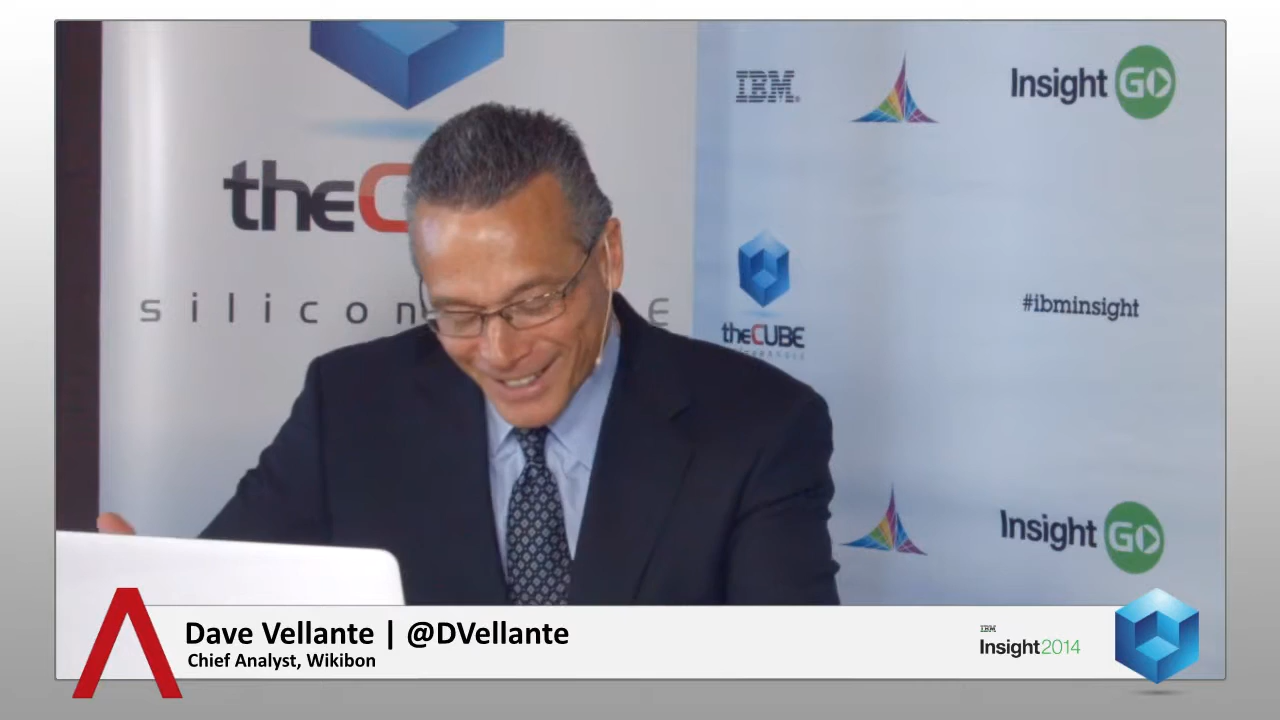 theC
silicon E
IBM
Insight GO
theCUBE
#ibminsight
Insight GO
Dave Vellante | @DVellante
Chief Analyst, Wikibon
IBM
Insight2014